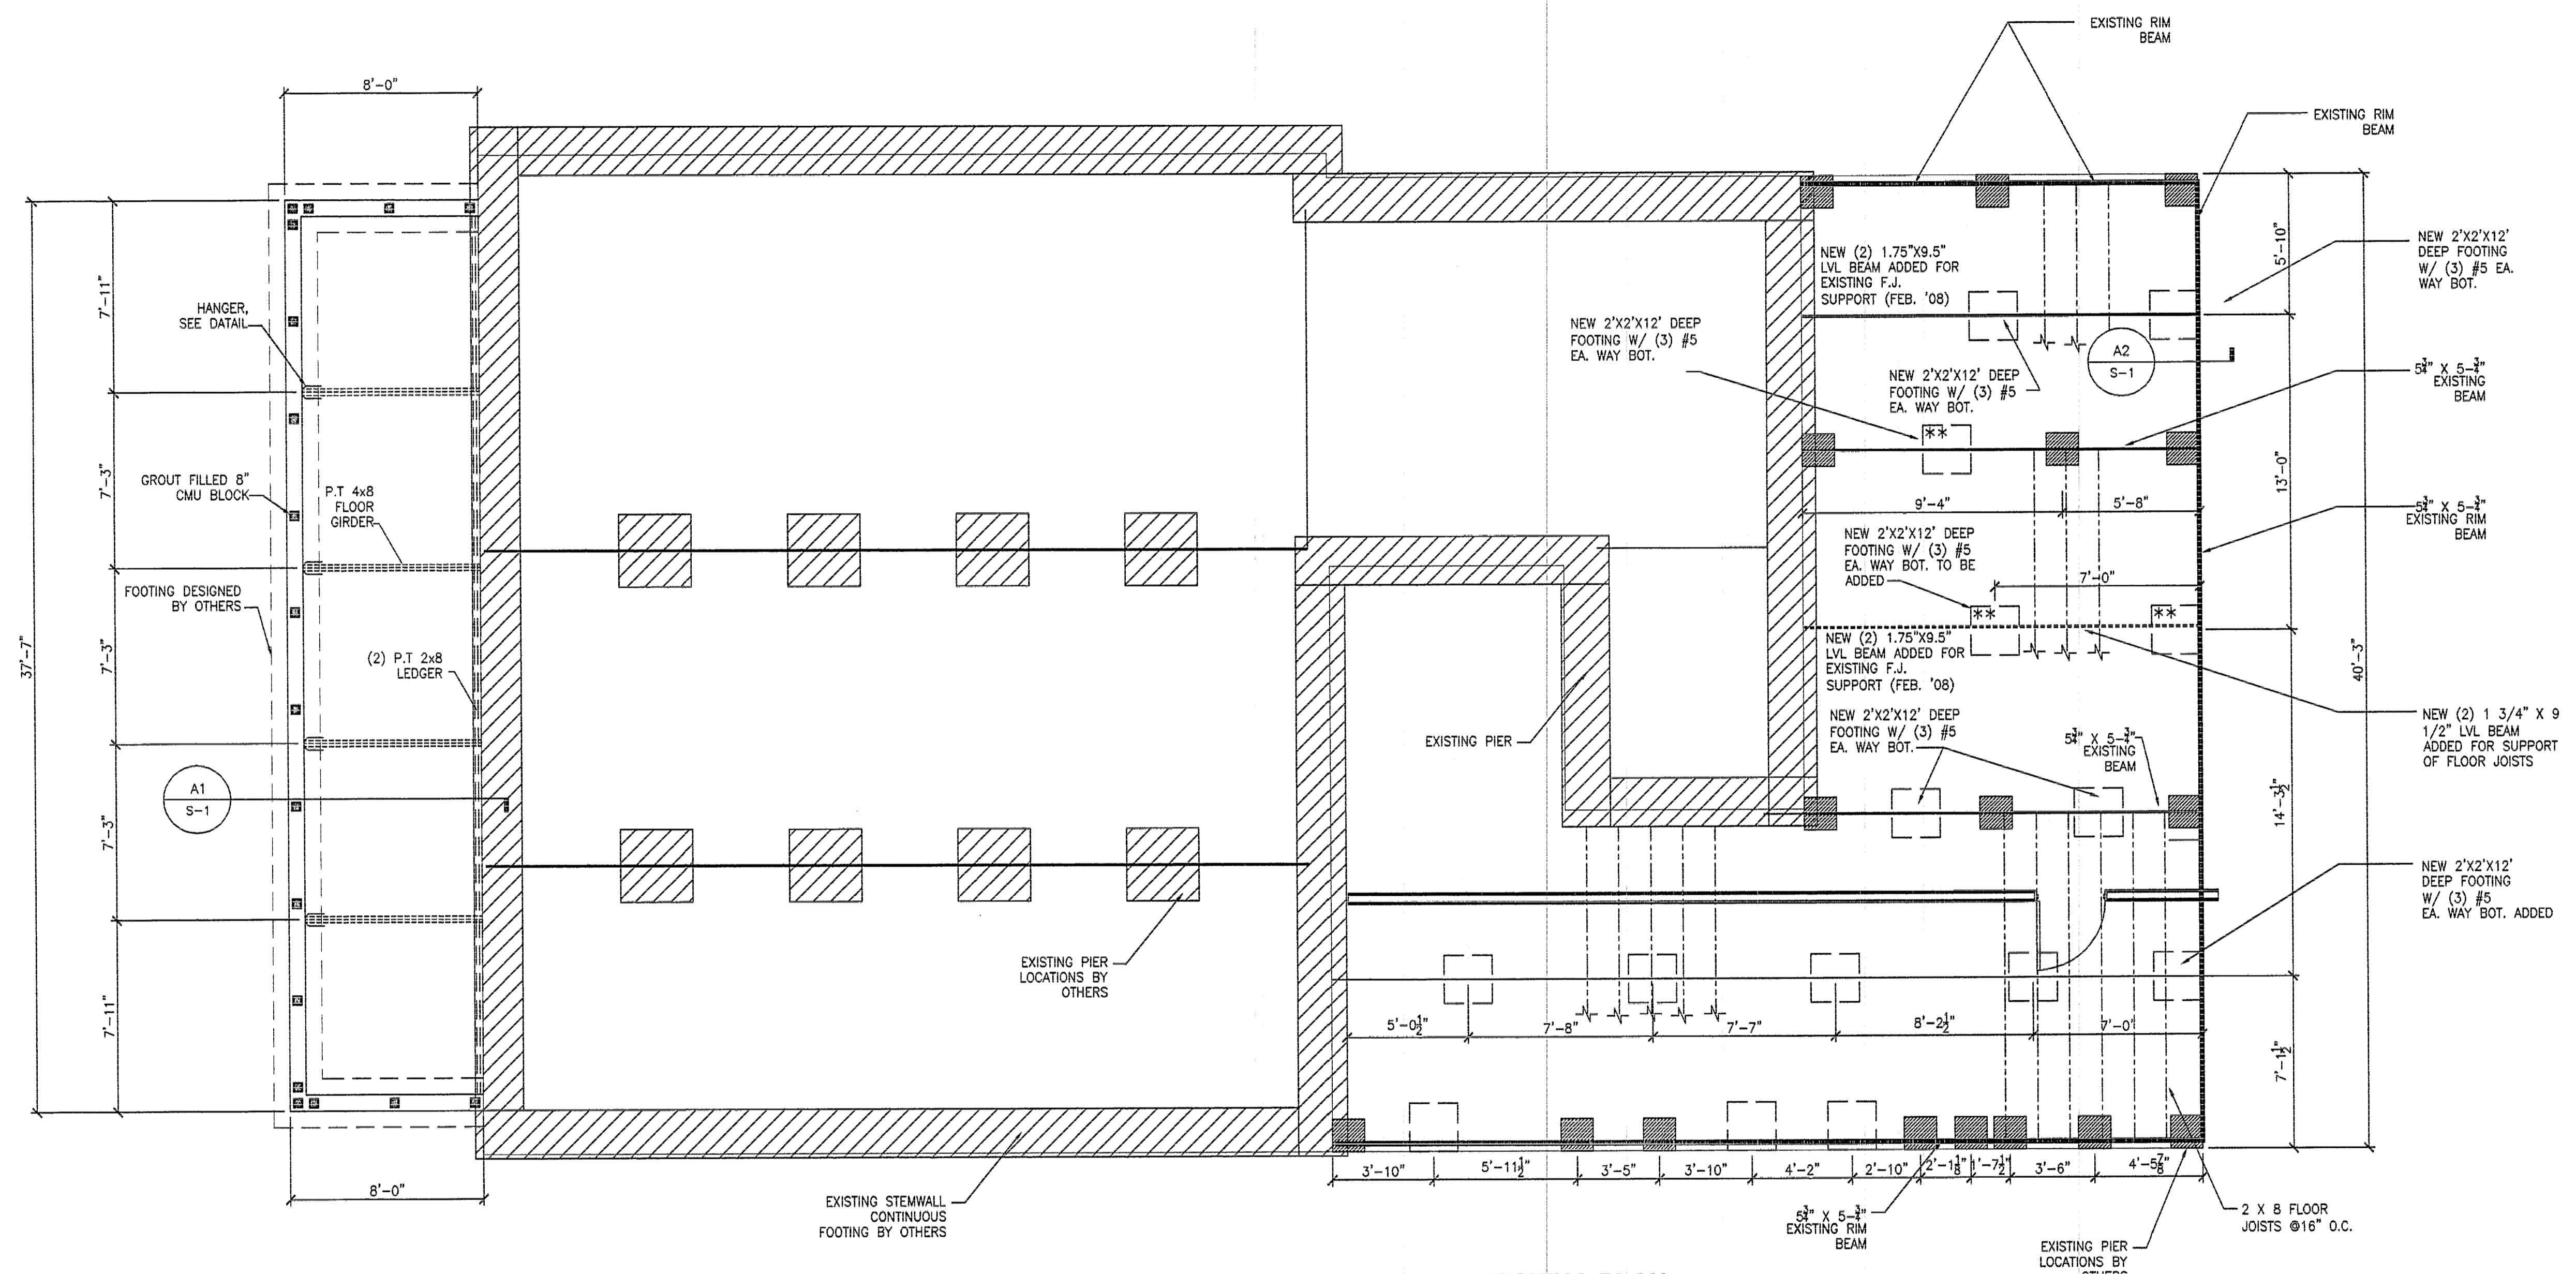 EXISTING RIM
BEAM
EXISTING RIM
BEAM
8'-0"
NEW 2'X2'X12'
DEEP FOOTING
W/ (3) #5 EA.
WAY BOT.
5'-10"
NEW (2) 1.75"X9.5"
LVL BEAM ADDED FOR
EXISTING F.J.
SUPPORT (FEB. '08)
7'-11"
HANGER,
SEE DATAIL
NEW 2'X2'X12' DEEP
FOOTING W/ (3) #5
EA. WAY BOT.
A2
S-1
NEW 2'X2'X12' DEEP
FOOTING W/ (3) #5
EA. WAY BOT.
5¾" X 5-¾"
EXISTING
BEAM
**
7'-3"
GROUT FILLED 8"
CMU BLOCK
P.T 4x8
FLOOR
GIRDER
13'-0"
9'-4"
5'-8"
5¾" X 5-¾"
EXISTING RIM
BEAM
NEW 2'X2'X12' DEEP
FOOTING W/ (3) #5
EA. WAY BOT. TO BE
ADDED
7'-0"
**
**
FOOTING DESIGNED
BY OTHERS
37'-7"
7'-3"
(2) P.T 2x8
LEDGER
40'-3"
NEW (2) 1.75"X9.5"
LVL BEAM ADDED FOR
EXISTING F.J.
SUPPORT (FEB. '08)
NEW 2'X2'X12' DEEP
FOOTING W/ (3) #5
EA. WAY BOT.
EXISTING PIER
5¾" X 5-¾"
EXISTING
BEAM
NEW (2) 1 3/4" X 9
1/2" LVL BEAM
ADDED FOR SUPPORT
OF FLOOR JOISTS
A1
S-1
7'-3"
14'-3½"
NEW 2'X2'X12'
DEEP FOOTING
W/ (3) #5
EA. WAY BOT. ADDED
EXISTING PIER
LOCATIONS BY
OTHERS
7'-11"
5'-0½"
7'-8"
7'-7"
8'-2½"
7'-0'
7'-1½"
3'-10"
5'-11½"
3'-5"
3'-10"
4'-2"
2'-10"
2'-1⅛"
1'-7½"
3'-6"
4'-5⅞"
8'-0"
EXISTING STEMWALL
CONTINUOUS
FOOTING BY OTHERS
5¾" X 5-¾"
EXISTING RIM
BEAM
2 X 8 FLOOR
JOISTS @16" O.C.
EXISTING PIER
LOCATIONS BY